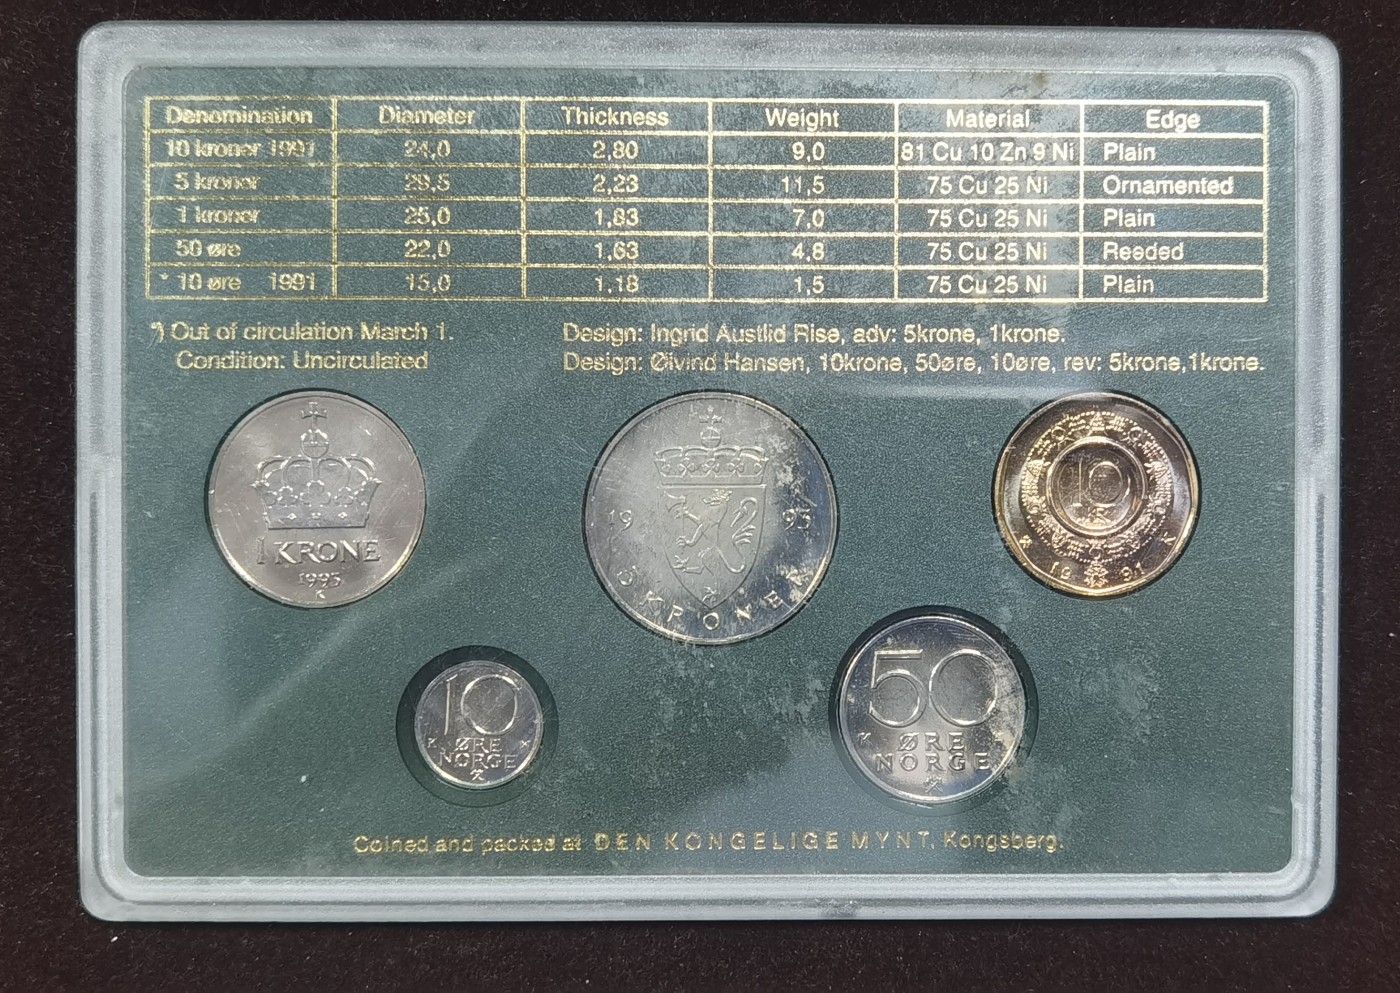 Denomination Diameter Thickness Weight Material Edge
10 kroner 1991 24,0 2,80 9,0 81 Cu 10 Zn 9 Ni Plain
5 kroner 29,5 2,23 11,5 75 Cu 25 Ni Ornamented
1 kroner 25,0 1,83 7,0 75 Cu 25 Ni Plain
50 øre 22,0 1,63 4,8 75 Cu 25 Ni Reeded
* 10 øre 1991 15,0 1,18 1,5 75 Cu 25 Ni Plain
*) Out of circulation March 1.
Condition: Uncirculated
Design: Ingrid Austlid Rise, adv: 5krone, 1krone.
Design: Øivind Hansen, 10krone, 50øre, 10øre, rev: 5krone,1krone.
1 KRONE
1993
K
19 93
5 KRONER
10
KR
K
19 91
10
K ØRE
NORGE
50
K ØRE
NORGE
Coined and packed at DEN KONGELIGE MYNT, Kongsberg.